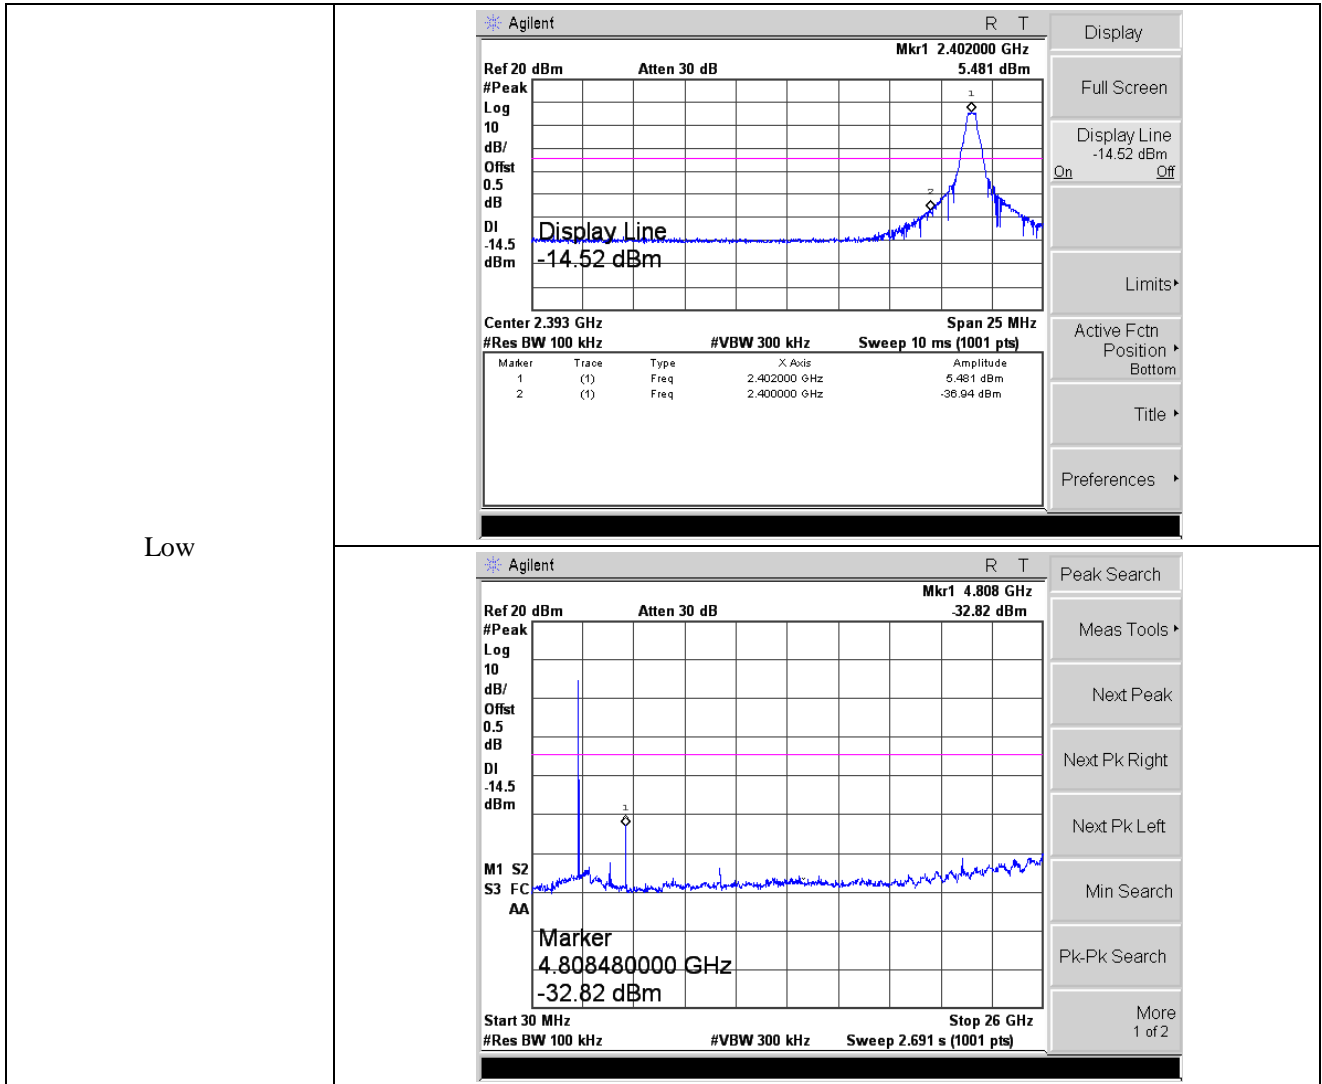 Low
Agilent R T
Mkr1 2.402000 GHz
Ref 20 dBm Atten 30 dB 5.481 dBm
#Peak
Log
10
dB/
Offst
0.5
dB
DI
-14.5
dBm
1
2
Display Line
-14.52 dBm
Center 2.393 GHz Span 25 MHz
#Res BW 100 kHz #VBW 300 kHz Sweep 10 ms (1001 pts)
Marker Trace Type X Axis Amplitude
1 (1) Freq 2.402000 GHz 5.481 dBm
2 (1) Freq 2.400000 GHz -36.94 dBm
Display
Full Screen
Display Line
-14.52 dBm
On Off
Limits
Active Fctn
Position
Bottom
Title
Preferences
Agilent R T
Mkr1 4.808 GHz
Ref 20 dBm Atten 30 dB -32.82 dBm
#Peak
Log
10
dB/
Offst
0.5
dB
DI
-14.5
dBm
1
M1 S2
S3 FC
AA
Marker
4.808480000 GHz
-32.82 dBm
Start 30 MHz Stop 26 GHz
#Res BW 100 kHz #VBW 300 kHz Sweep 2.691 s (1001 pts)
Peak Search
Meas Tools
Next Peak
Next Pk Right
Next Pk Left
Min Search
Pk-Pk Search
More
1 of 2